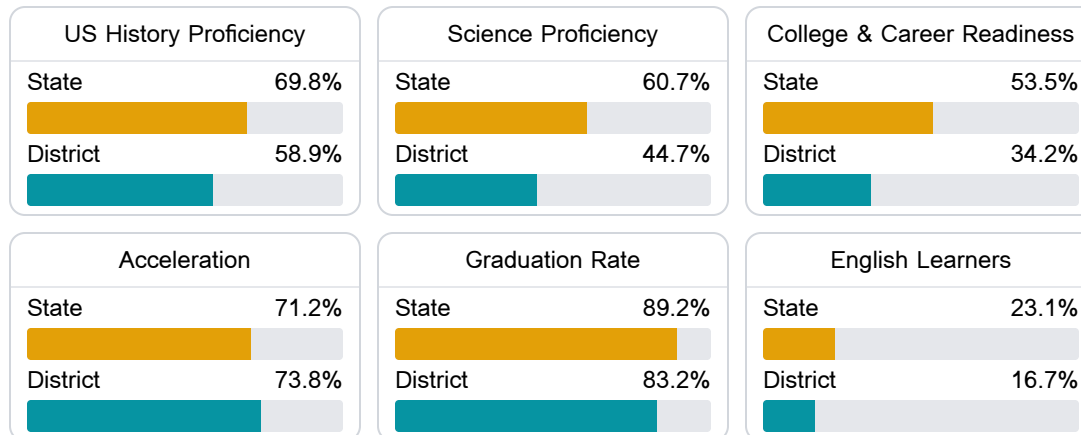 US History Proficiency
State 69.8%
District 58.9%
Science Proficiency
State 60.7%
District 44.7%
College & Career Readiness
State 53.5%
District 34.2%
Acceleration
State 71.2%
District 73.8%
Graduation Rate
State 89.2%
District 83.2%
English Learners
State 23.1%
District 16.7%